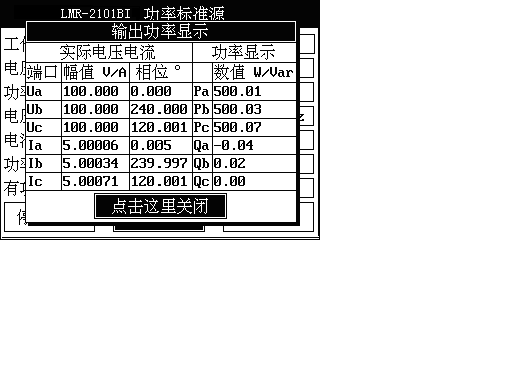 LMR-2101BI 功率标准源
输出功率显示
实际电压电流 功率显示
端口 幅值 V/A 相位° 数值 W/Var
Ua 100.000 0.000 Pa 500.01
Ub 100.000 240.000 Pb 500.03
Uc 100.000 120.001 Pc 500.07
Ia 5.00006 0.005 Qa -0.04
Ib 5.00034 239.997 Qb 0.02
Ic 5.00071 120.001 Qc 0.00
点击这里关闭
工
电
功
电
电
功
有
z